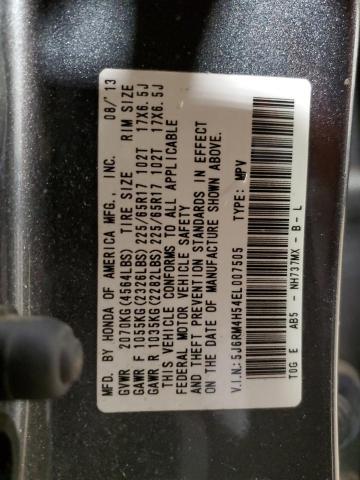 MFD. BY HONDA OF AMERICA MFG., INC. 08/ 13
GVWR 2070KG(4564LBS) TIRE SIZE RIM SIZE
GAWR F 1055KG(2326LBS) 225/65R17 102T 17X6.5J
GAWR R 1035KG(2282LBS) 225/65R17 102T 17X6.5J
THIS VEHICLE CONFORMS TO ALL APPLICABLE
FEDERAL MOTOR VEHICLE SAFETY
AND THEFT PREVENTION STANDARDS IN EFFECT
ON THE DATE OF MANUFACTURE SHOWN ABOVE.
V.I.N.: 5J6RM4H54EL007505 TYPE: MPV
T0G E AB5 - NH737MX - B - L